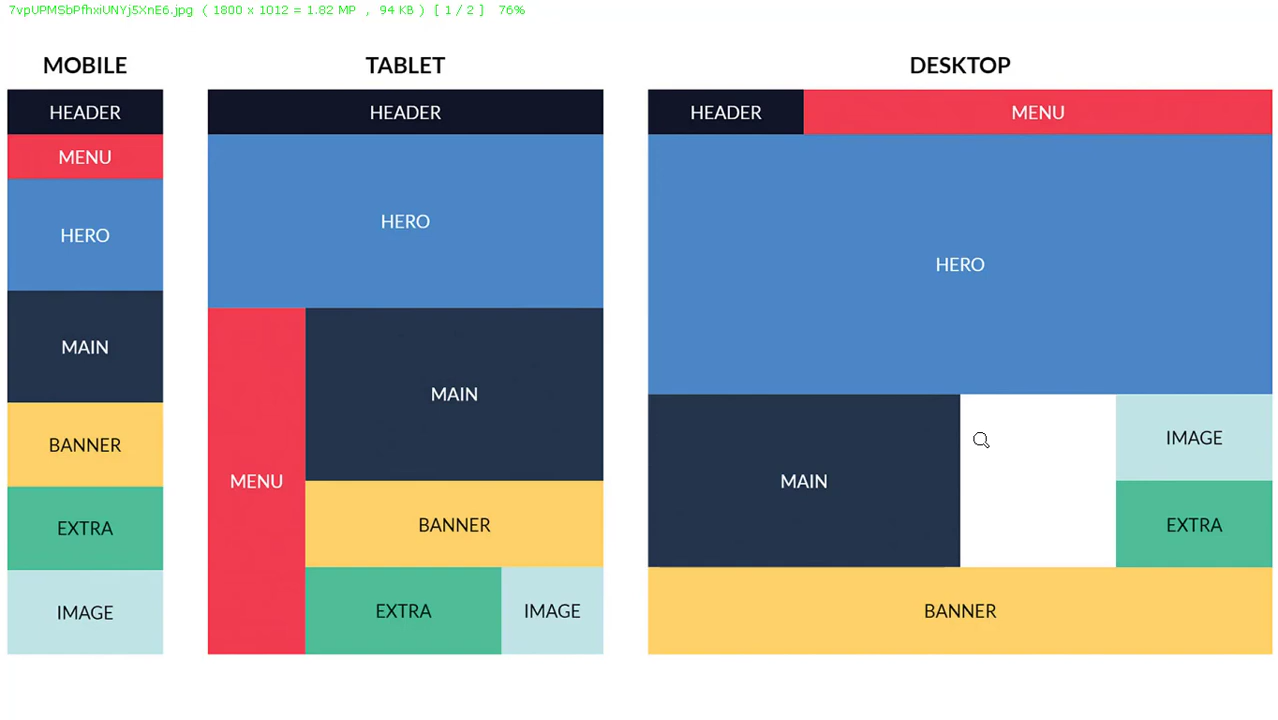 7vpUPMSbPfhxiUNYj5XnE6.jpg ( 1800 x 1012 = 1.82 MP , 94 KB ) [ 1 / 2 ] 76%
MOBILE
HEADER
MENU
HERO
MAIN
BANNER
EXTRA
IMAGE
TABLET
HEADER
HERO
MENU
MAIN
BANNER
EXTRA
IMAGE
DESKTOP
HEADER
MENU
HERO
MAIN
IMAGE
EXTRA
BANNER